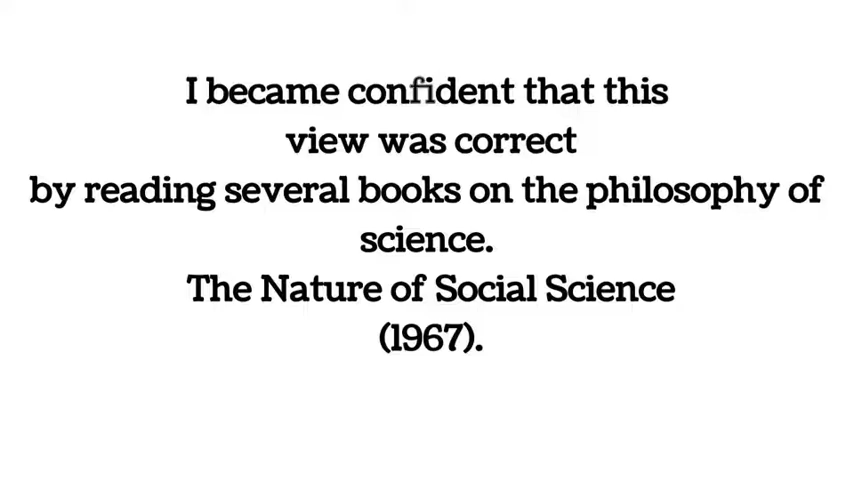 I became confident that this
view was correct
by reading several books on the philosophy of
science.
The Nature of Social Science
(1967).